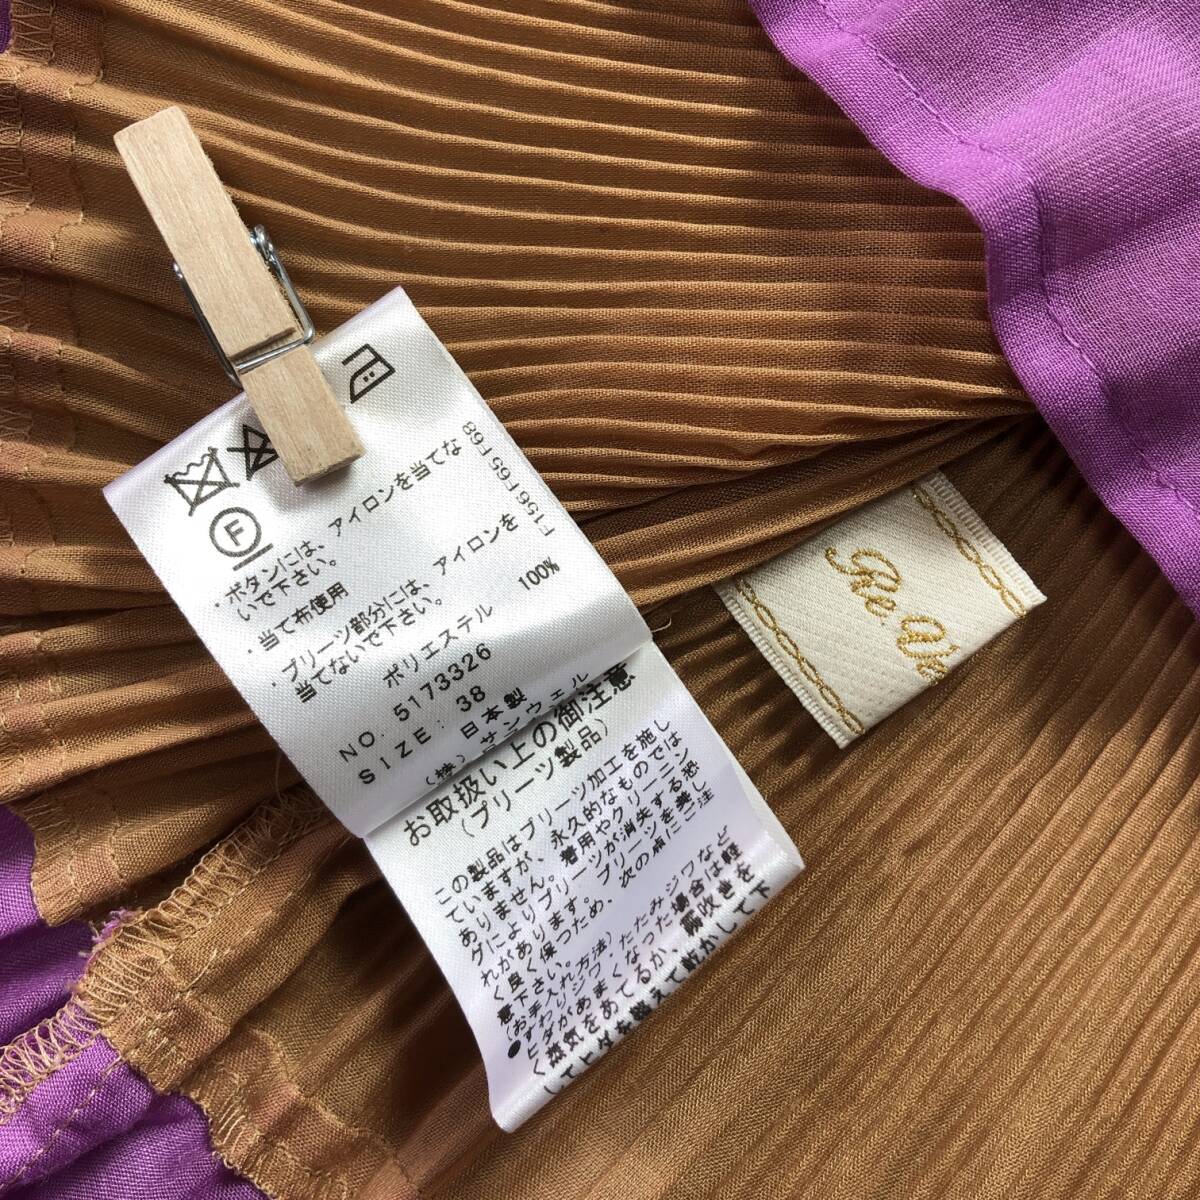 F
F156 F65 F68
・ボタンには、アイロンを当てな
いで下さい。
・当て布使用
・プリーツ部分には、アイロンを
当てないで下さい。
ポリエステル 100%
NO. 5173326
SIZE: 38
日本製
(株)サンウェル
お取扱い上の御注意
(プリーツ製品)
この製品はプリーツ加工を施し
ていますが、永久的なものでは
ありません。着用やクリーニン
グによりプリーツが消失する恐
れがあります。プリーツを美し
く良く保つため、次の点にご注
意下さい。
(お手入れ方法)
●すわりジワ、たたみジワなど
ヒダがあまくなった場合は軽
く蒸気をあてるか、霧吹きを
してヒダを整えて乾かして下